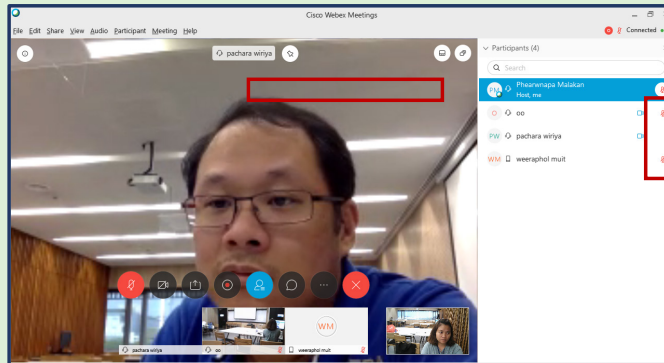 Cisco Webex Meetings
File Edit Share View Audio Participant Meeting Help
Connected
pachara wiriya
Participants (4)
Search
PM
Phearwnapa Malakan
Host, me
O
oo
PW
pachara wiriya
WM
weeraphol muit
WM
pachara wiriya
oo
weeraphol muit